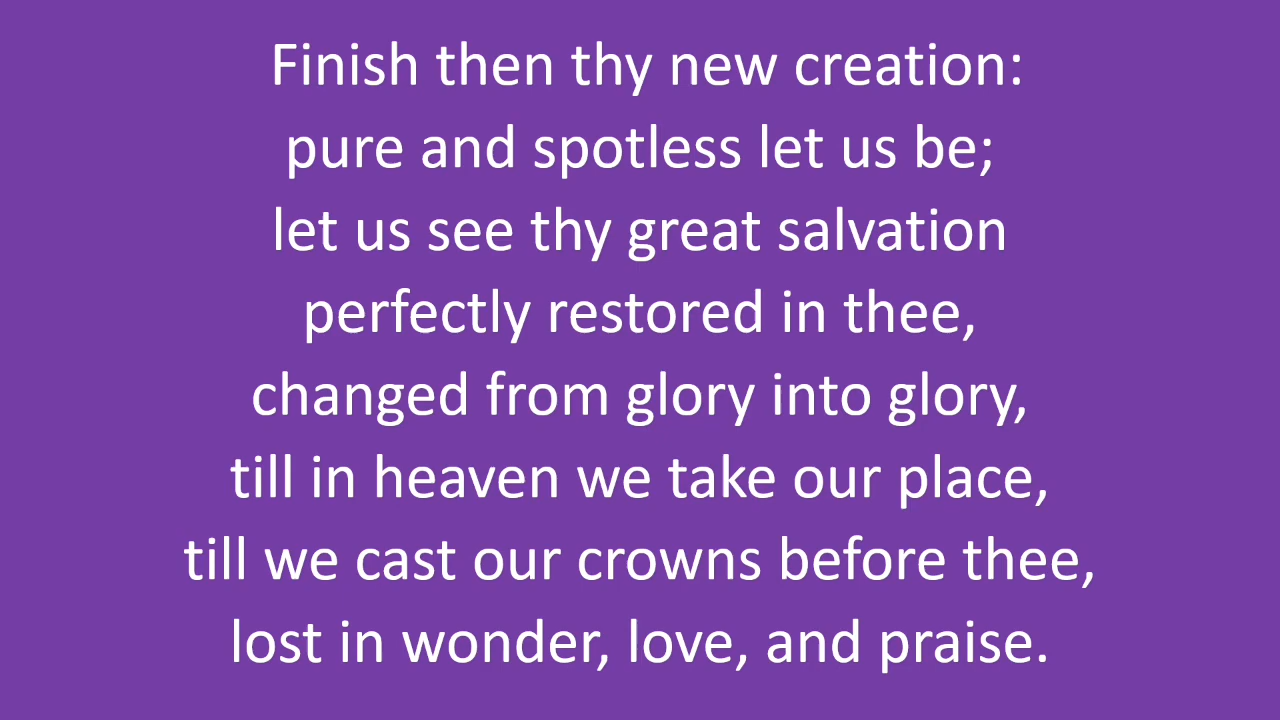 Finish then thy new creation:
pure and spotless let us be;
let us see thy great salvation
perfectly restored in thee,
changed from glory into glory,
till in heaven we take our place,
till we cast our crowns before thee,
lost in wonder, love, and praise.